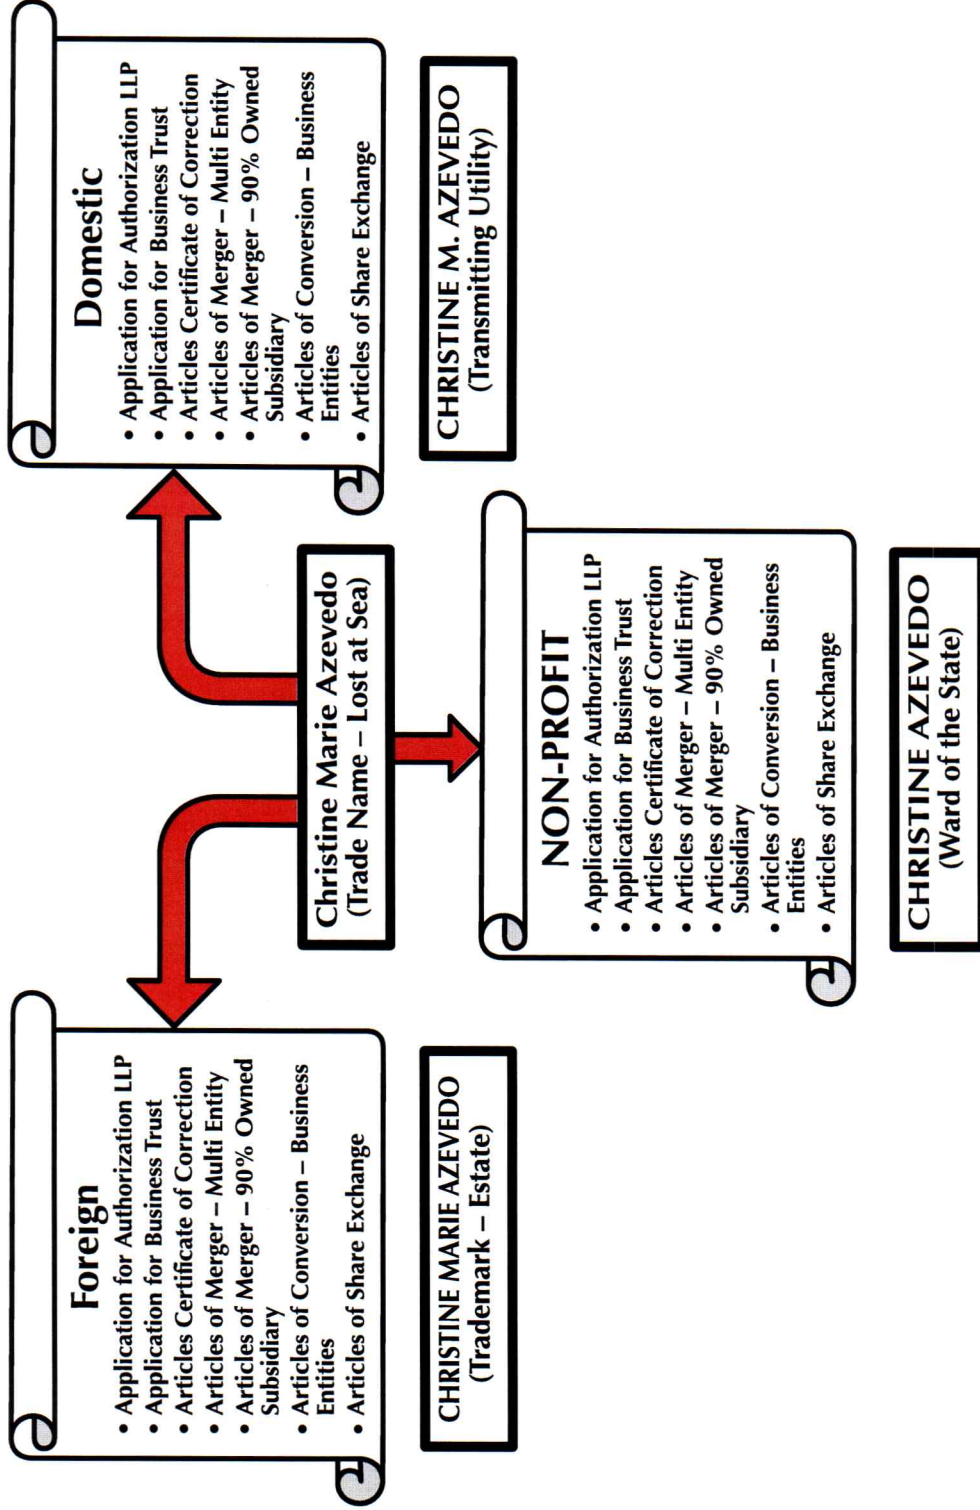 Foreign
• Application for Authorization LLP
• Application for Business Trust
• Articles Certificate of Correction
• Articles of Merger – Multi Entity
• Articles of Merger – 90% Owned
Subsidiary
• Articles of Conversion – Business
Entities
• Articles of Share Exchange
CHRISTINE MARIE AZEVEDO
(Trademark – Estate)
Christine Marie Azevedo
(Trade Name – Lost at Sea)
NON-PROFIT
• Application for Authorization LLP
• Application for Business Trust
• Articles Certificate of Correction
• Articles of Merger – Multi Entity
• Articles of Merger – 90% Owned
Subsidiary
• Articles of Conversion – Business
Entities
• Articles of Share Exchange
CHRISTINE AZEVEDO
(Ward of the State)
Domestic
• Application for Authorization LLP
• Application for Business Trust
• Articles Certificate of Correction
• Articles of Merger – Multi Entity
• Articles of Merger – 90% Owned
Subsidiary
• Articles of Conversion – Business
Entities
• Articles of Share Exchange
CHRISTINE M. AZEVEDO
(Transmitting Utility)